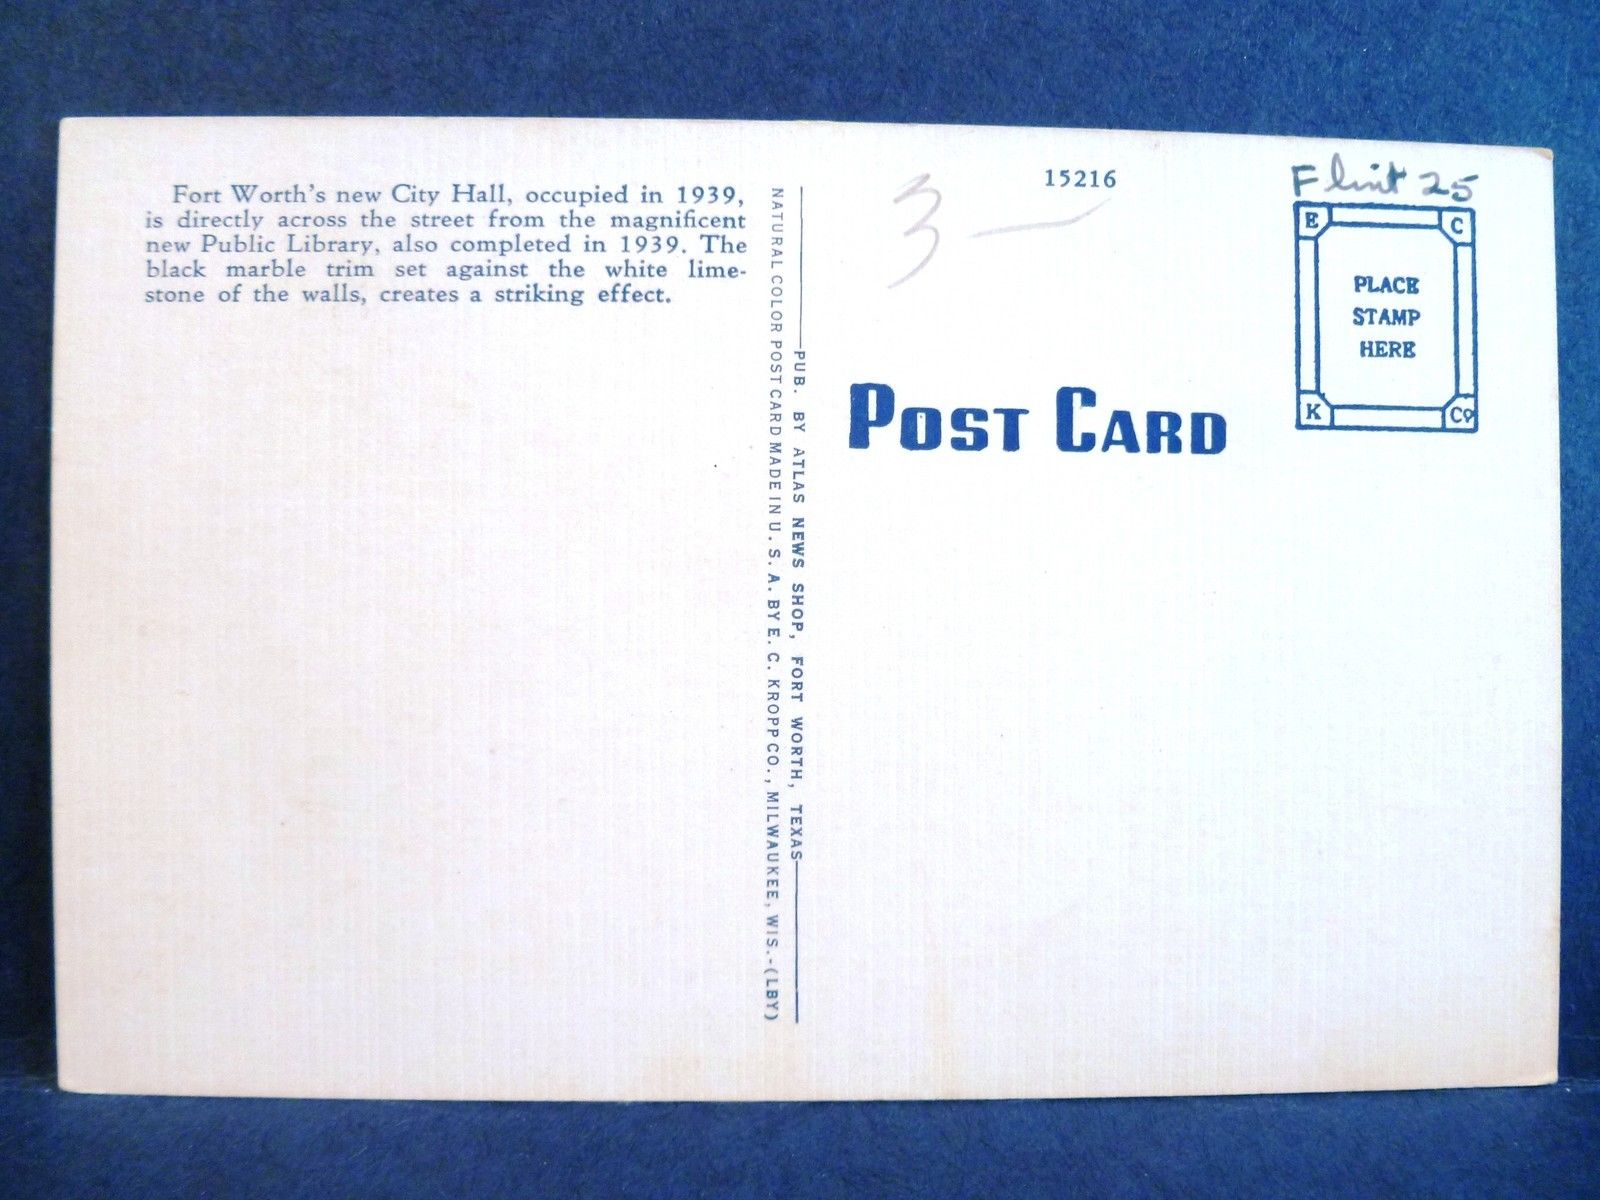 Fort Worth's new City Hall, occupied in 1939,
is directly across the street from the magnificent
new Public Library, also completed in 1939. The
black marble trim set against the white lime-
stone of the walls, creates a striking effect.
NATURAL COLOR POST CARD MADE IN U. S. A. BY E. C. KROPP CO., MILWAUKEE, WIS.-(LBY)
PUB. BY ATLAS NEWS SHOP, FORT WORTH, TEXAS
3 —
15216
Flint 25
E C
PLACE
STAMP
HERE
K Co
POST CARD